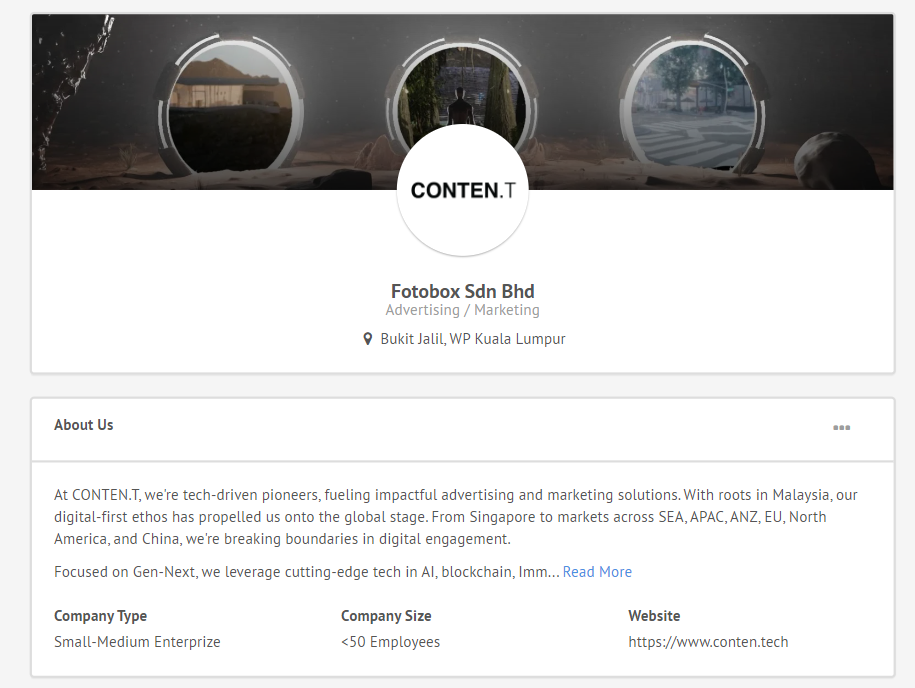 CONTEN.T
Fotobox Sdn Bhd
Advertising / Marketing
Bukit Jalil, WP Kuala Lumpur
About Us
At CONTEN.T, we're tech-driven pioneers, fueling impactful advertising and marketing solutions. With roots in Malaysia, our
digital-first ethos has propelled us onto the global stage. From Singapore to markets across SEA, APAC, ANZ, EU, North
America, and China, we're breaking boundaries in digital engagement.
Focused on Gen-Next, we leverage cutting-edge tech in AI, blockchain, Imm... Read More
Company Type Company Size Website
Small-Medium Enterprize <50 Employees https://www.conten.tech